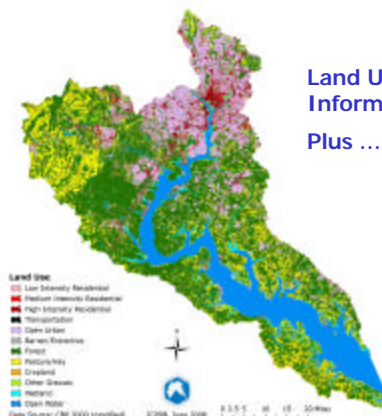 Land U
Inform
Plus ...
Land Use
Low Intensity Residential
Medium Intensity Residential
High Intensity Residential
Transportation
Open Urban
Barren Extractive
Forest
Pasture/Hay
Cropland
Other Grasses
Wetland
Open Water